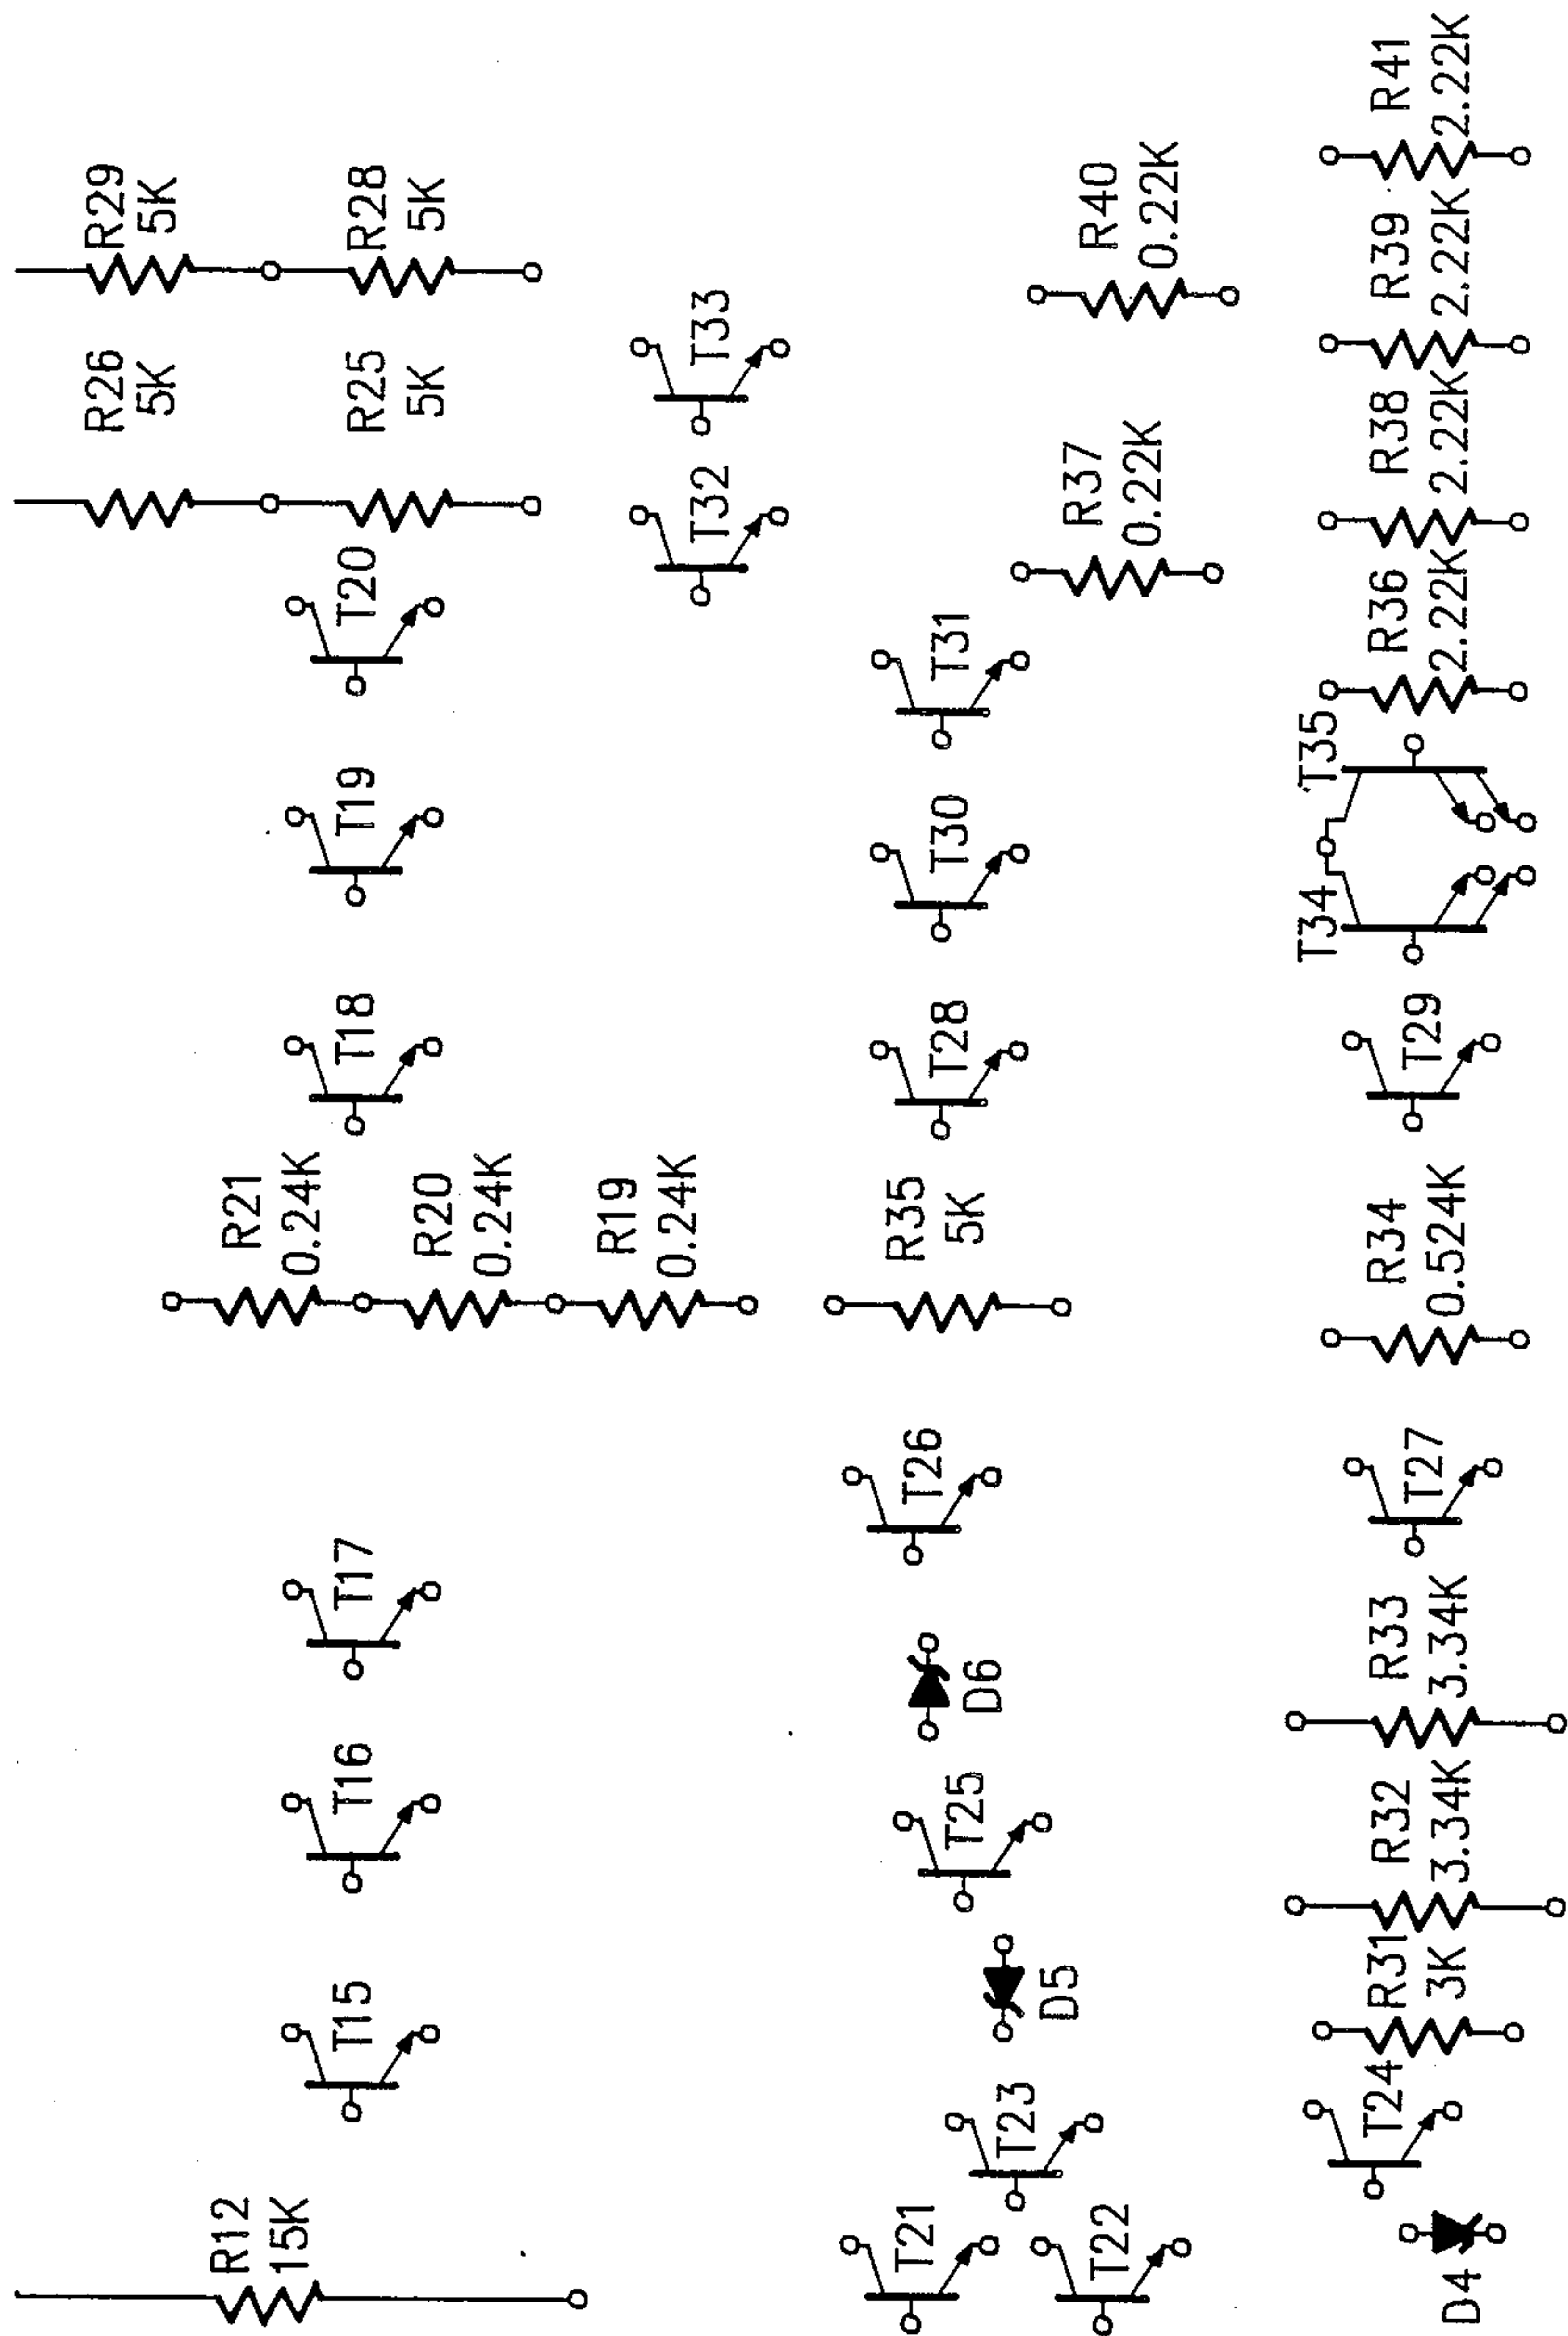 R29
5K
R28
5K
R26
5K
R25
5K
T33
T32
R40
0.22K
R37
0.22K
R41
2.22K
R39
2.22K
R38
2.22K
R36
2.22K
T20
T19
T18
T31
T30
T28
T35
T34
T29
R21
0.24K
R20
0.24K
R19
0.24K
R35
5K
R34
0.524K
T17
T16
T15
T26
D6
T25
D5
T23
T21
T22
T27
R33
3.34K
R32
3.34K
R31
3K
T24
D4
R12
15K